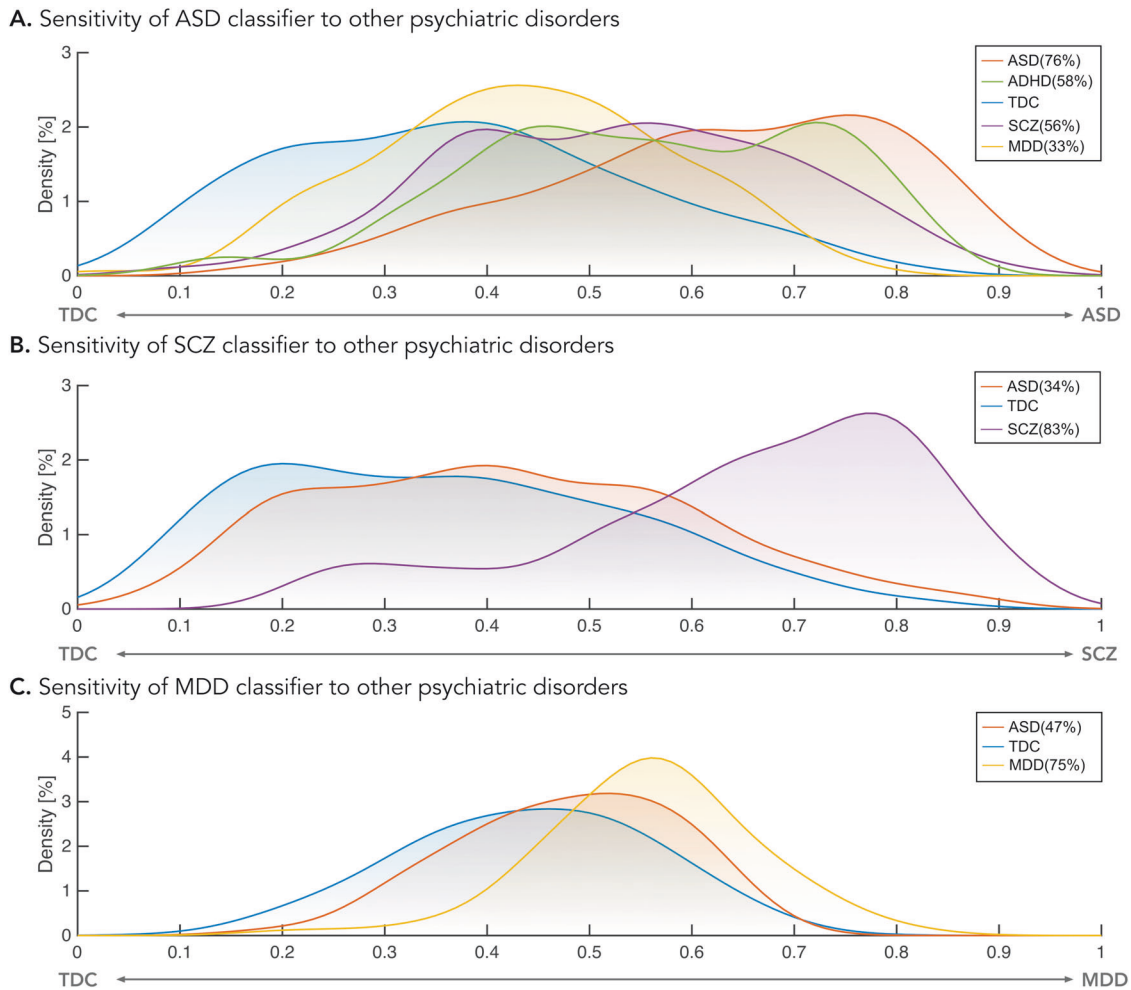 A. Sensitivity of ASD classifier to other psychiatric disorders
3
2
1
0
Density [%]
ASD(76%)
ADHD(58%)
TDC
SCZ(56%)
MDD(33%)
0 0.1 0.2 0.3 0.4 0.5 0.6 0.7 0.8 0.9 1
TDC ASD
B. Sensitivity of SCZ classifier to other psychiatric disorders
3
2
1
0
Density [%]
ASD(34%)
TDC
SCZ(83%)
0 0.1 0.2 0.3 0.4 0.5 0.6 0.7 0.8 0.9 1
TDC SCZ
C. Sensitivity of MDD classifier to other psychiatric disorders
5
4
3
2
1
0
Density [%]
ASD(47%)
TDC
MDD(75%)
0 0.1 0.2 0.3 0.4 0.5 0.6 0.7 0.8 0.9 1
TDC MDD